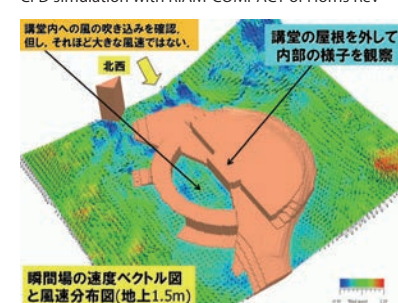 CFD simulation with RIAM-COMPACT of Horns Rev
講堂内への風の吹き込みを確認.
但し, それほど大きな風速ではない.
講堂の屋根を外して
内部の様子を観察
北西
瞬間場の速度ベクトル図
と風速分布図(地上1.5m)